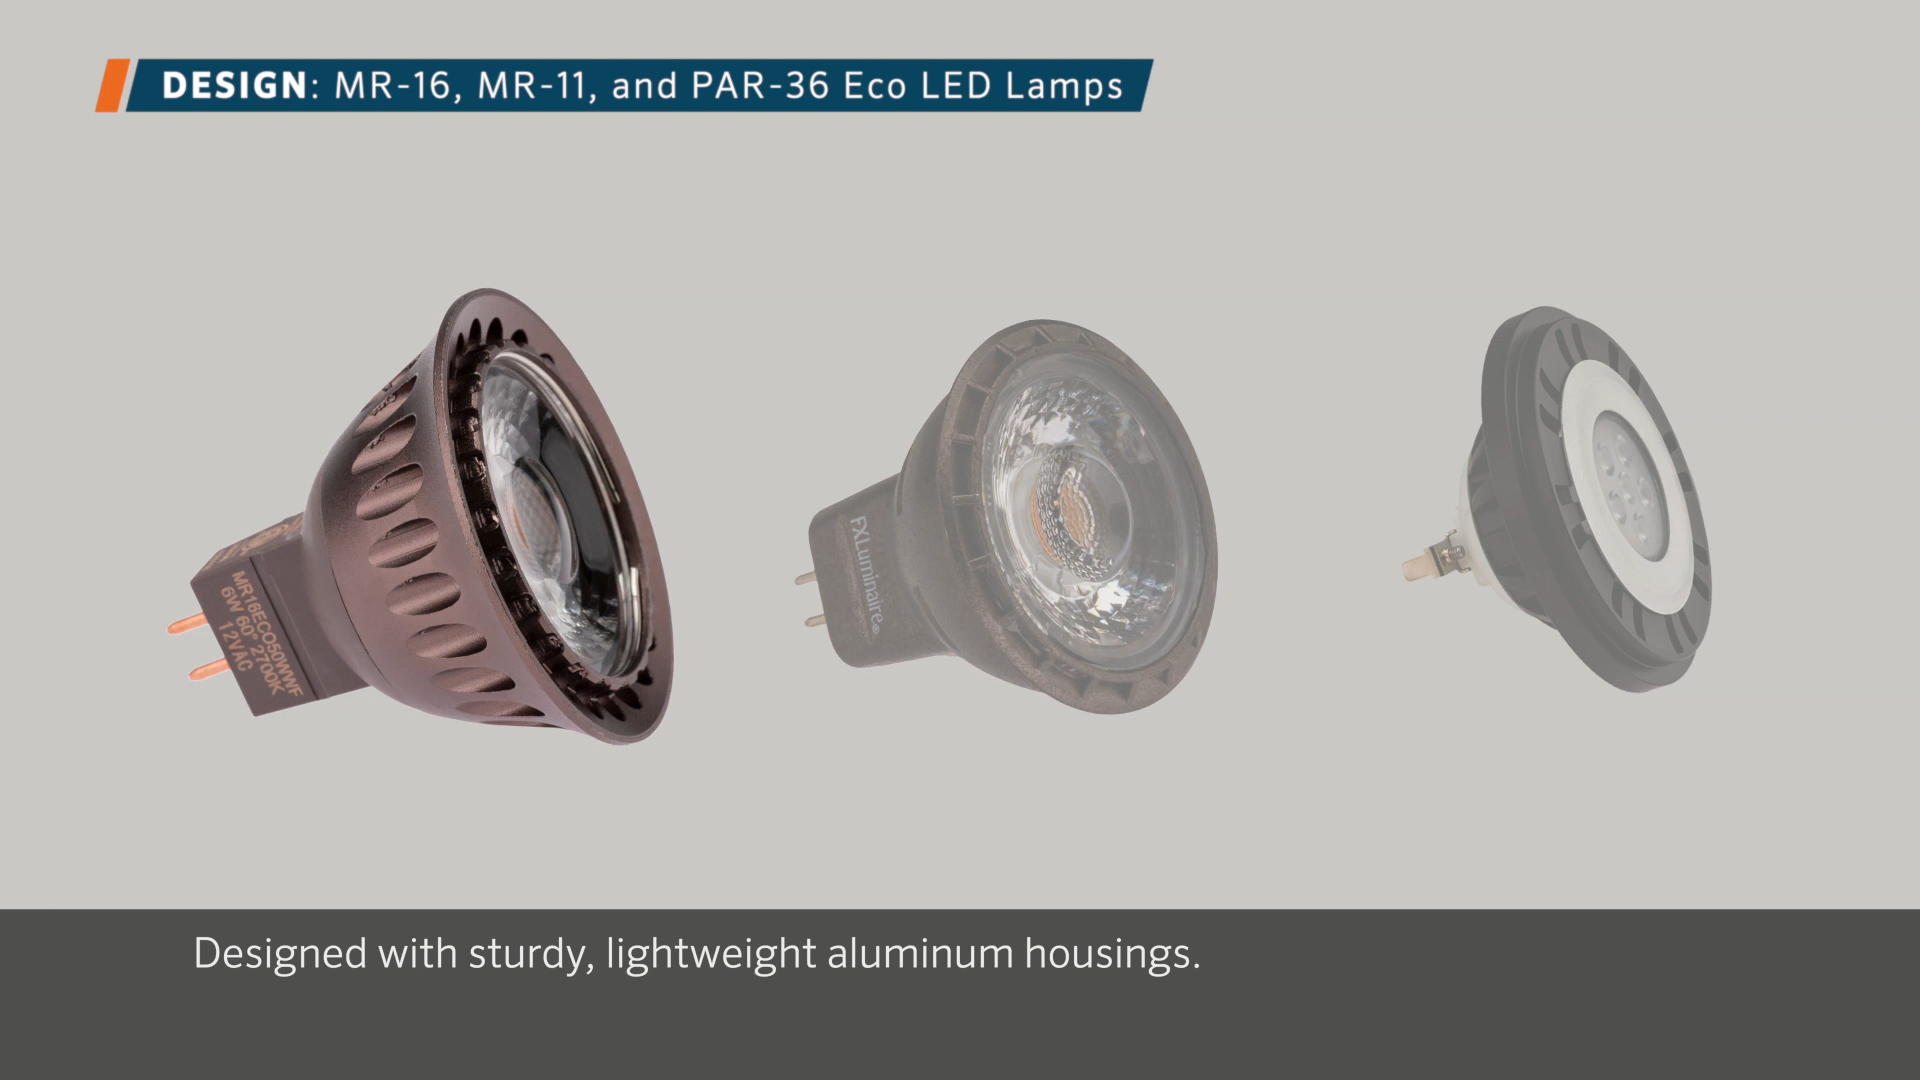 DESIGN: MR-16, MR-11, and PAR-36 Eco LED Lamps
MR16ECO50WWF
6W 60° 2700K
12VAC
FXLuminaire
Designed with sturdy, lightweight aluminum housings.